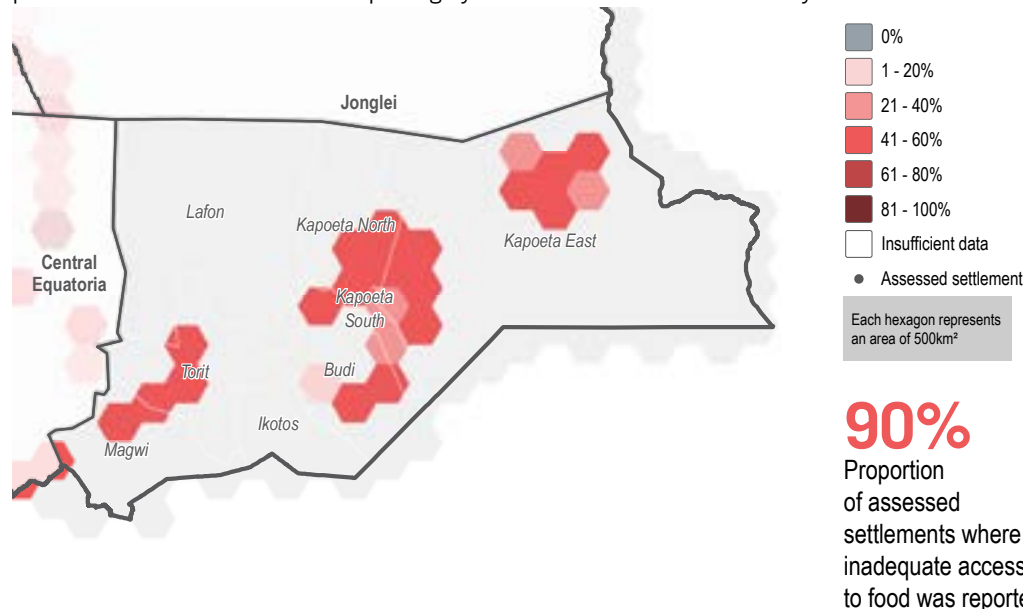 Jonglei
Lafon
Kapoeta North
Kapoeta East
Central
Equatoria
Kapoeta
South
Torit
Budi
Ikotos
Magwi
0%
1 - 20%
21 - 40%
41 - 60%
61 - 80%
81 - 100%
Insufficient data
Assessed settlement
Each hexagon represents
an area of 500km²
90%
Proportion
of assessed
settlements where
inadequate access
to food was reporte